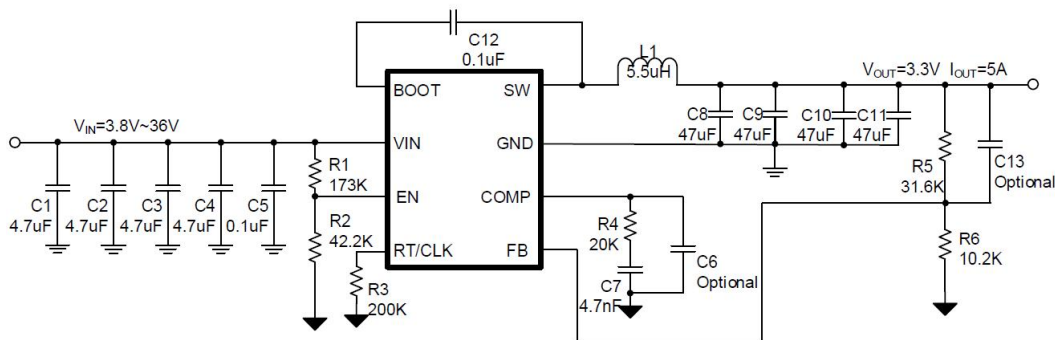 C12
0.1uF
L1
5.5uH
V_OUT=3.3V I_OUT=5A
BOOT
SW
V_IN=3.8V~36V
VIN
GND
C8
47uF
C9
47uF
C10
47uF
C11
47uF
R5
31.6K
C13
Optional
C1
4.7uF
C2
4.7uF
C3
4.7uF
C4
4.7uF
C5
0.1uF
R1
173K
EN
COMP
R2
42.2K
R4
20K
RT/CLK
FB
C6
Optional
R6
10.2K
R3
200K
C7
4.7nF